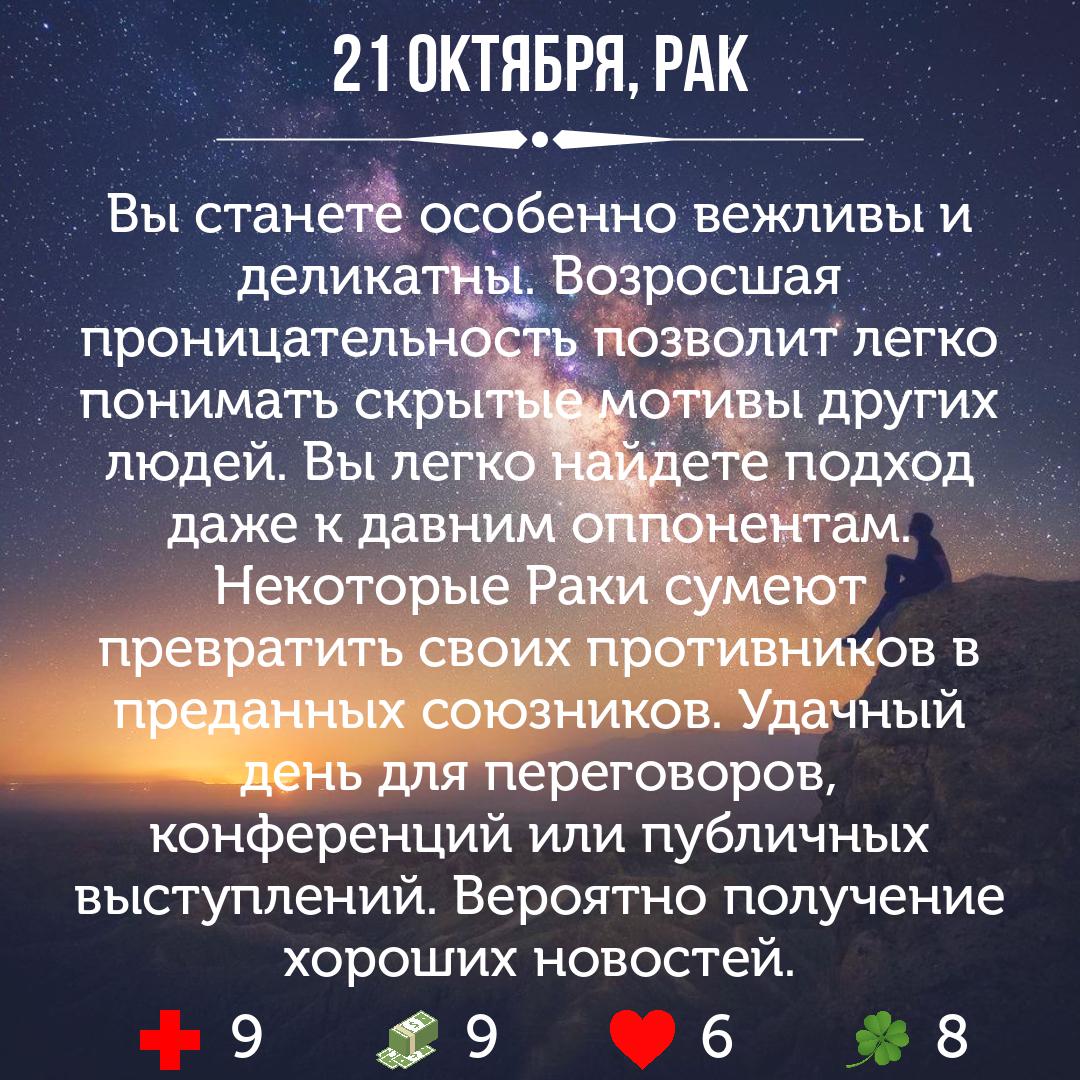 21 ОКТЯБРЯ, РАК
Вы станете особенно вежливы и
деликатны. Возросшая
проницательность позволит легко
понимать скрытые мотивы других
людей. Вы легко найдете подход
даже к давним оппонентам.
Некоторые Раки сумеют
превратить своих противников в
преданных союзников. Удачный
день для переговоров,
конференций или публичных
выступлений. Вероятно получение
хороших новостей.
9 9 6 8